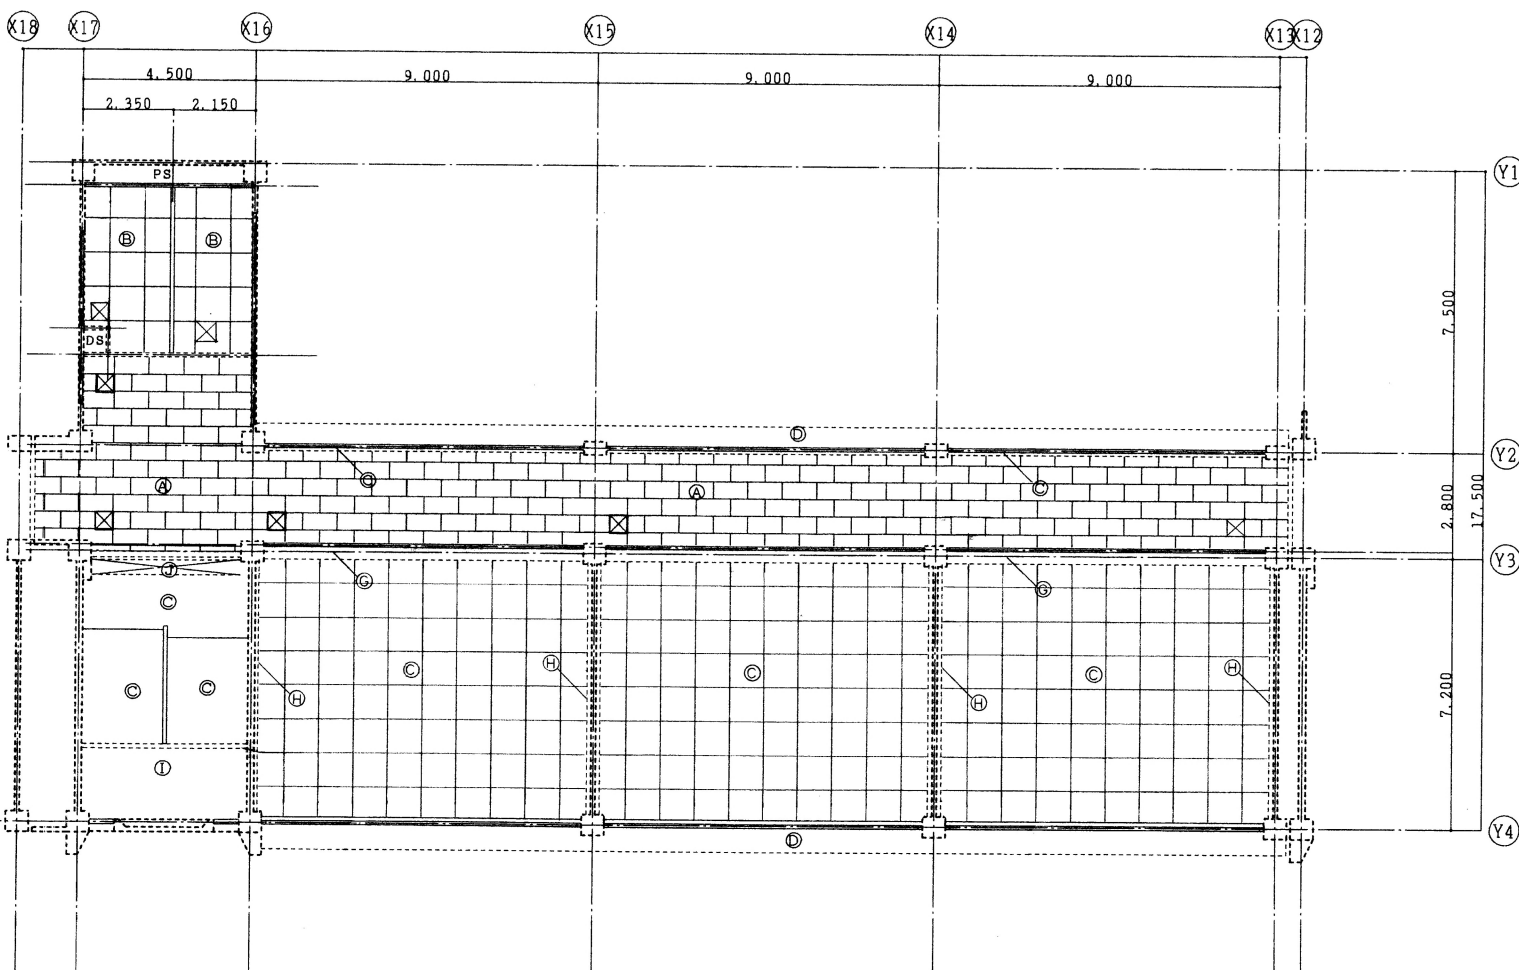 X18 X17 X16 X15 X14 X13 X12
4.500 9.000 9.000 9.000
2.350 2.150
Y1
PS
B B
7.500
DS
D
Y2
C C
A A
2.800
17.500
Y3
J
G G
C
H C H C H C H
C C H
7.200
I
Y4
D